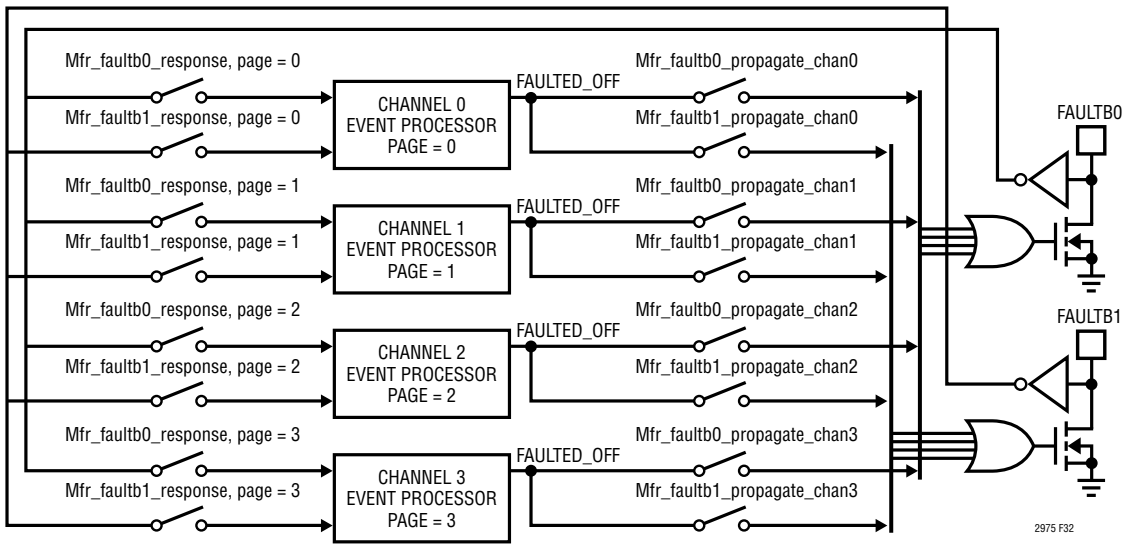 Mfr_faultb0_response, page = 0
Mfr_faultb1_response, page = 0
CHANNEL 0
EVENT PROCESSOR
PAGE = 0
FAULTED_OFF
Mfr_faultb0_propagate_chan0
Mfr_faultb1_propagate_chan0
FAULTB0
Mfr_faultb0_response, page = 1
Mfr_faultb1_response, page = 1
CHANNEL 1
EVENT PROCESSOR
PAGE = 1
FAULTED_OFF
Mfr_faultb0_propagate_chan1
Mfr_faultb1_propagate_chan1
Mfr_faultb0_response, page = 2
Mfr_faultb1_response, page = 2
CHANNEL 2
EVENT PROCESSOR
PAGE = 2
FAULTED_OFF
Mfr_faultb0_propagate_chan2
Mfr_faultb1_propagate_chan2
FAULTB1
Mfr_faultb0_response, page = 3
Mfr_faultb1_response, page = 3
CHANNEL 3
EVENT PROCESSOR
PAGE = 3
FAULTED_OFF
Mfr_faultb0_propagate_chan3
Mfr_faultb1_propagate_chan3
2975 F32